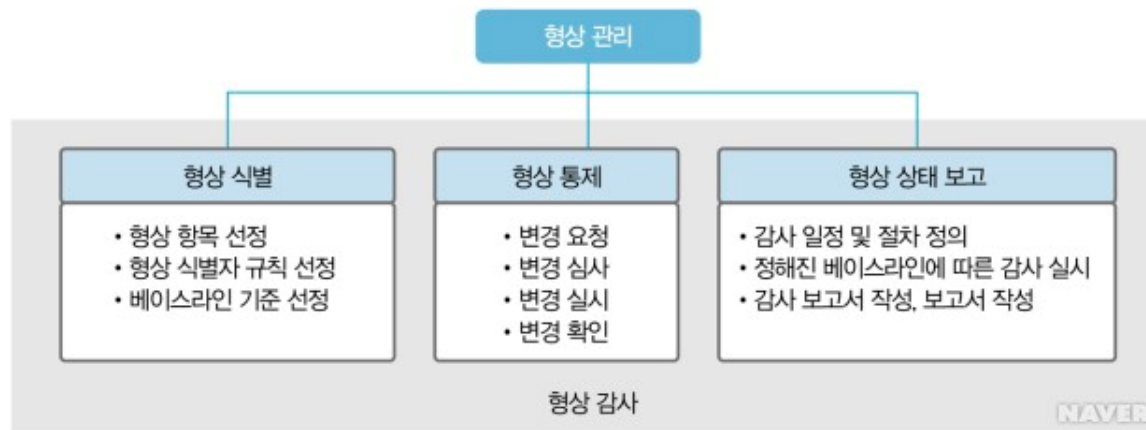 형상 관리
형상 식별
• 형상 항목 선정
• 형상 식별자 규칙 선정
• 베이스라인 기준 선정
형상 통제
• 변경 요청
• 변경 심사
• 변경 실시
• 변경 확인
형상 상태 보고
• 감사 일정 및 절차 정의
• 정해진 베이스라인에 따른 감사 실시
• 감사 보고서 작성, 보고서 작성
형상 감사
NAVER